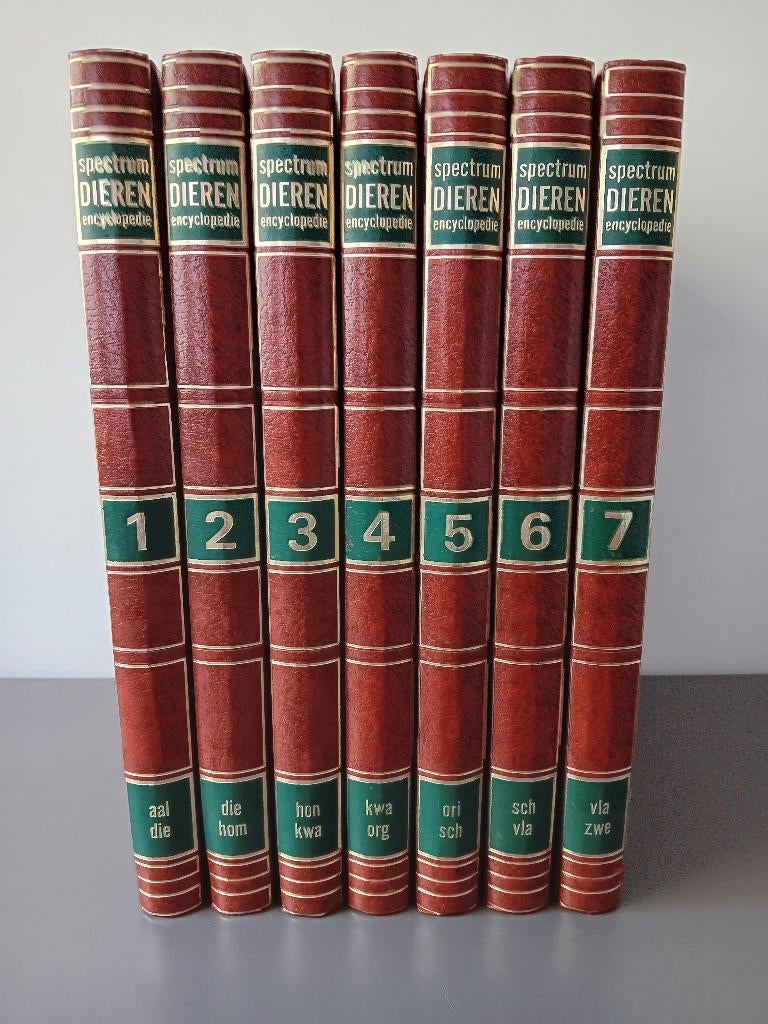 spectrum
DIEREN
encyclopedie
1
aal
die
spectrum
DIEREN
encyclopedie
2
die
hom
spectrum
DIEREN
encyclopedie
3
hon
kwa
spectrum
DIEREN
encyclopedie
4
kwa
org
spectrum
DIEREN
encyclopedie
5
ori
sch
spectrum
DIEREN
encyclopedie
6
sch
vla
spectrum
DIEREN
encyclopedie
7
vla
zwe